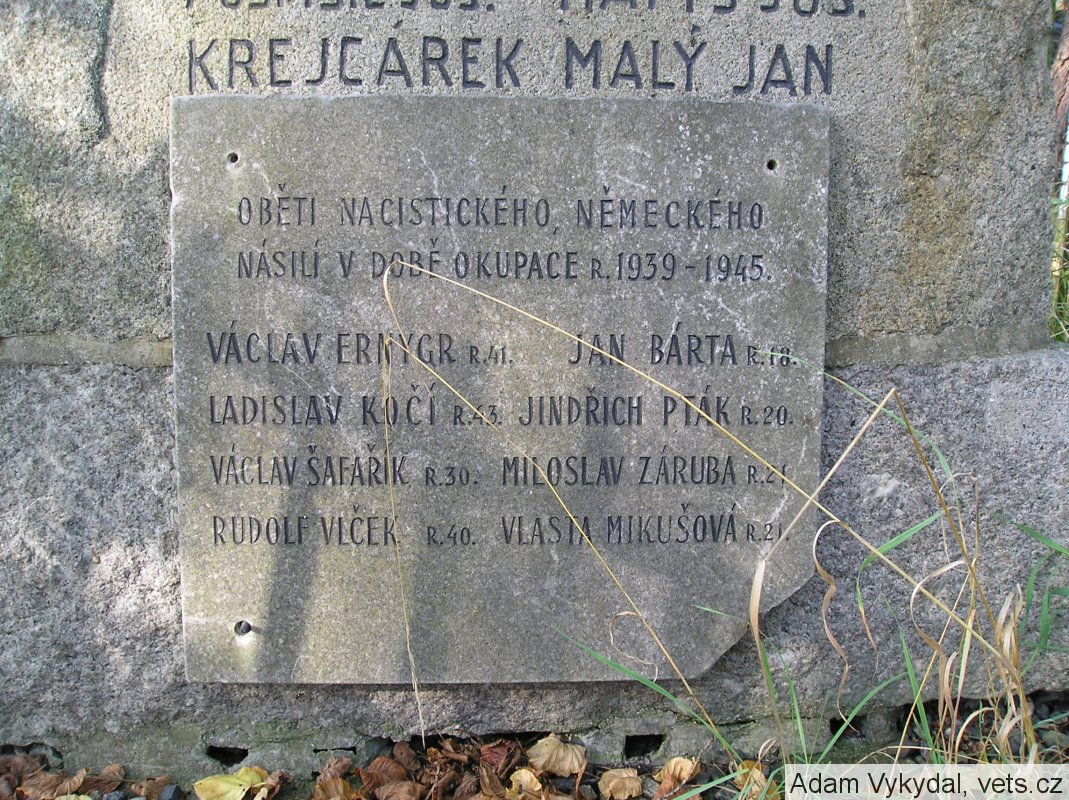 KREJCÁREK MALÝ JAN
OBĚTI NACISTICKÉHO, NĚMECKÉHO
NÁSILÍ V DOBĚ OKUPACE R. 1939 - 1945.
VÁCLAV ERNYGR R.41. JAN BÁRTA R.18.
LADISLAV KOČÍ R.43. JINDŘICH PTÁK R.20.
VÁCLAV ŠAFAŘÍK R.30. MILOSLAV ZÁRUBA R.21
RUDOLF VLČEK R.40. VLASTA MIKUŠOVÁ R.21.
Adam Vykydal, vets.cz